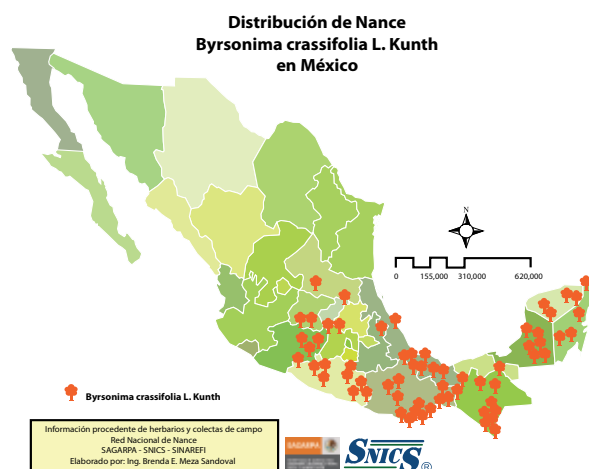 Distribución de Nance
Byrsonima crassifolia L. Kunth
en México
N
0 155,000 310,000 620,000
Byrsonima crassifolia L. Kunth
Información procedente de herbarios y colectas de campo
Red Nacional de Nance
SAGARPA - SNICS - SINAREFI
Elaborado por: Ing. Brenda E. Meza Sandoval
SAGARPA
SNICS®